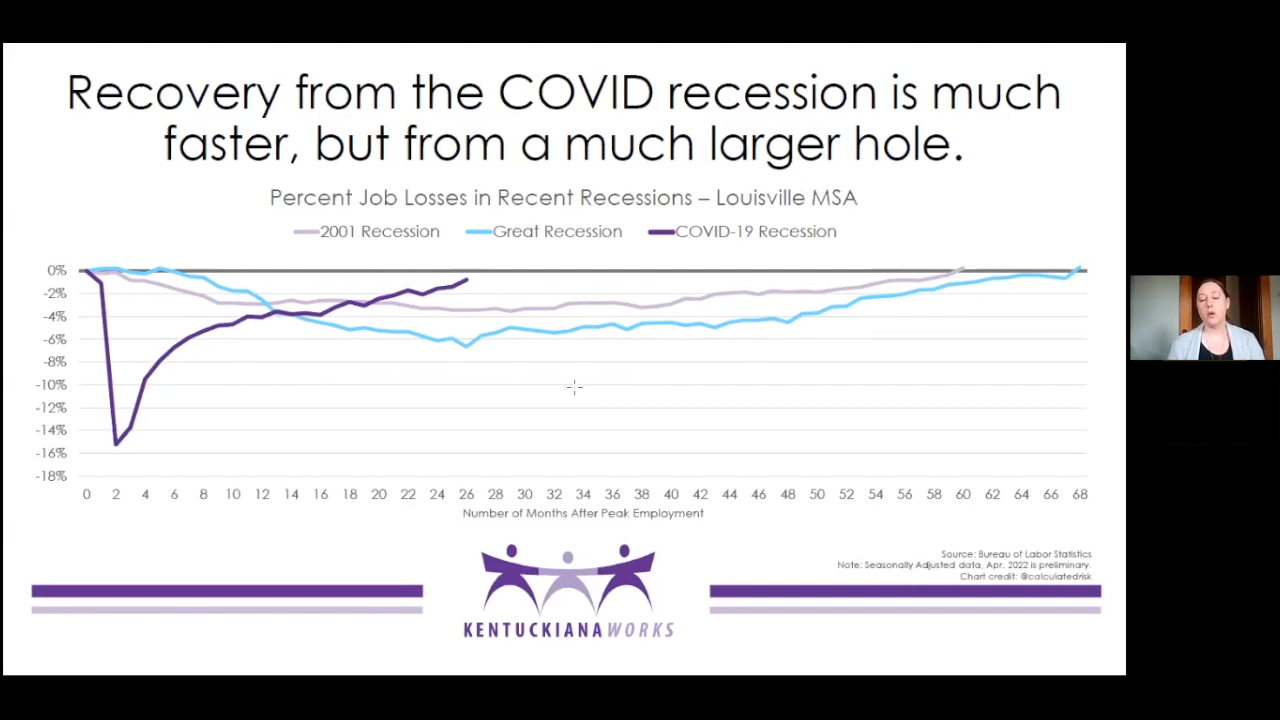 Recovery from the COVID recession is much
faster, but from a much larger hole.
Percent Job Losses in Recent Recessions – Louisville MSA
2001 Recession Great Recession COVID-19 Recession
0%
-2%
-4%
-6%
-8%
-10%
-12%
-14%
-16%
-18%
0 2 4 6 8 10 12 14 16 18 20 22 24 26 28 30 32 34 36 38 40 42 44 46 48 50 52 54 56 58 60 62 64 66 68
Number of Months After Peak Employment
Source: Bureau of Labor Statistics
Note: Seasonally Adjusted data, Apr. 2022 is preliminary.
Chart credit: @calculatedrisk
KENTUCKIANAWORKS